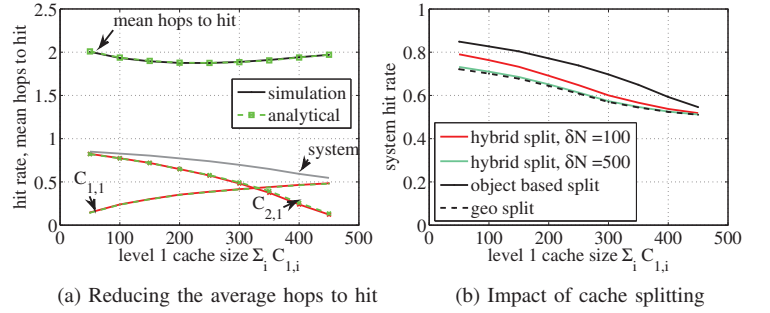 2.5
2
1.5
1
0.5
0
0
100
200
300
400
500
hit rate, mean hops to hit
level 1 cache size Σi C1,i
mean hops to hit
simulation
analytical
system
C1,1
C2,1
(a) Reducing the average hops to hit
1
0.8
0.6
0.4
0.2
0
0
100
200
300
400
500
system hit rate
level 1 cache size Σi C1,i
hybrid split, δN =100
hybrid split, δN =500
object based split
geo split
(b) Impact of cache splitting